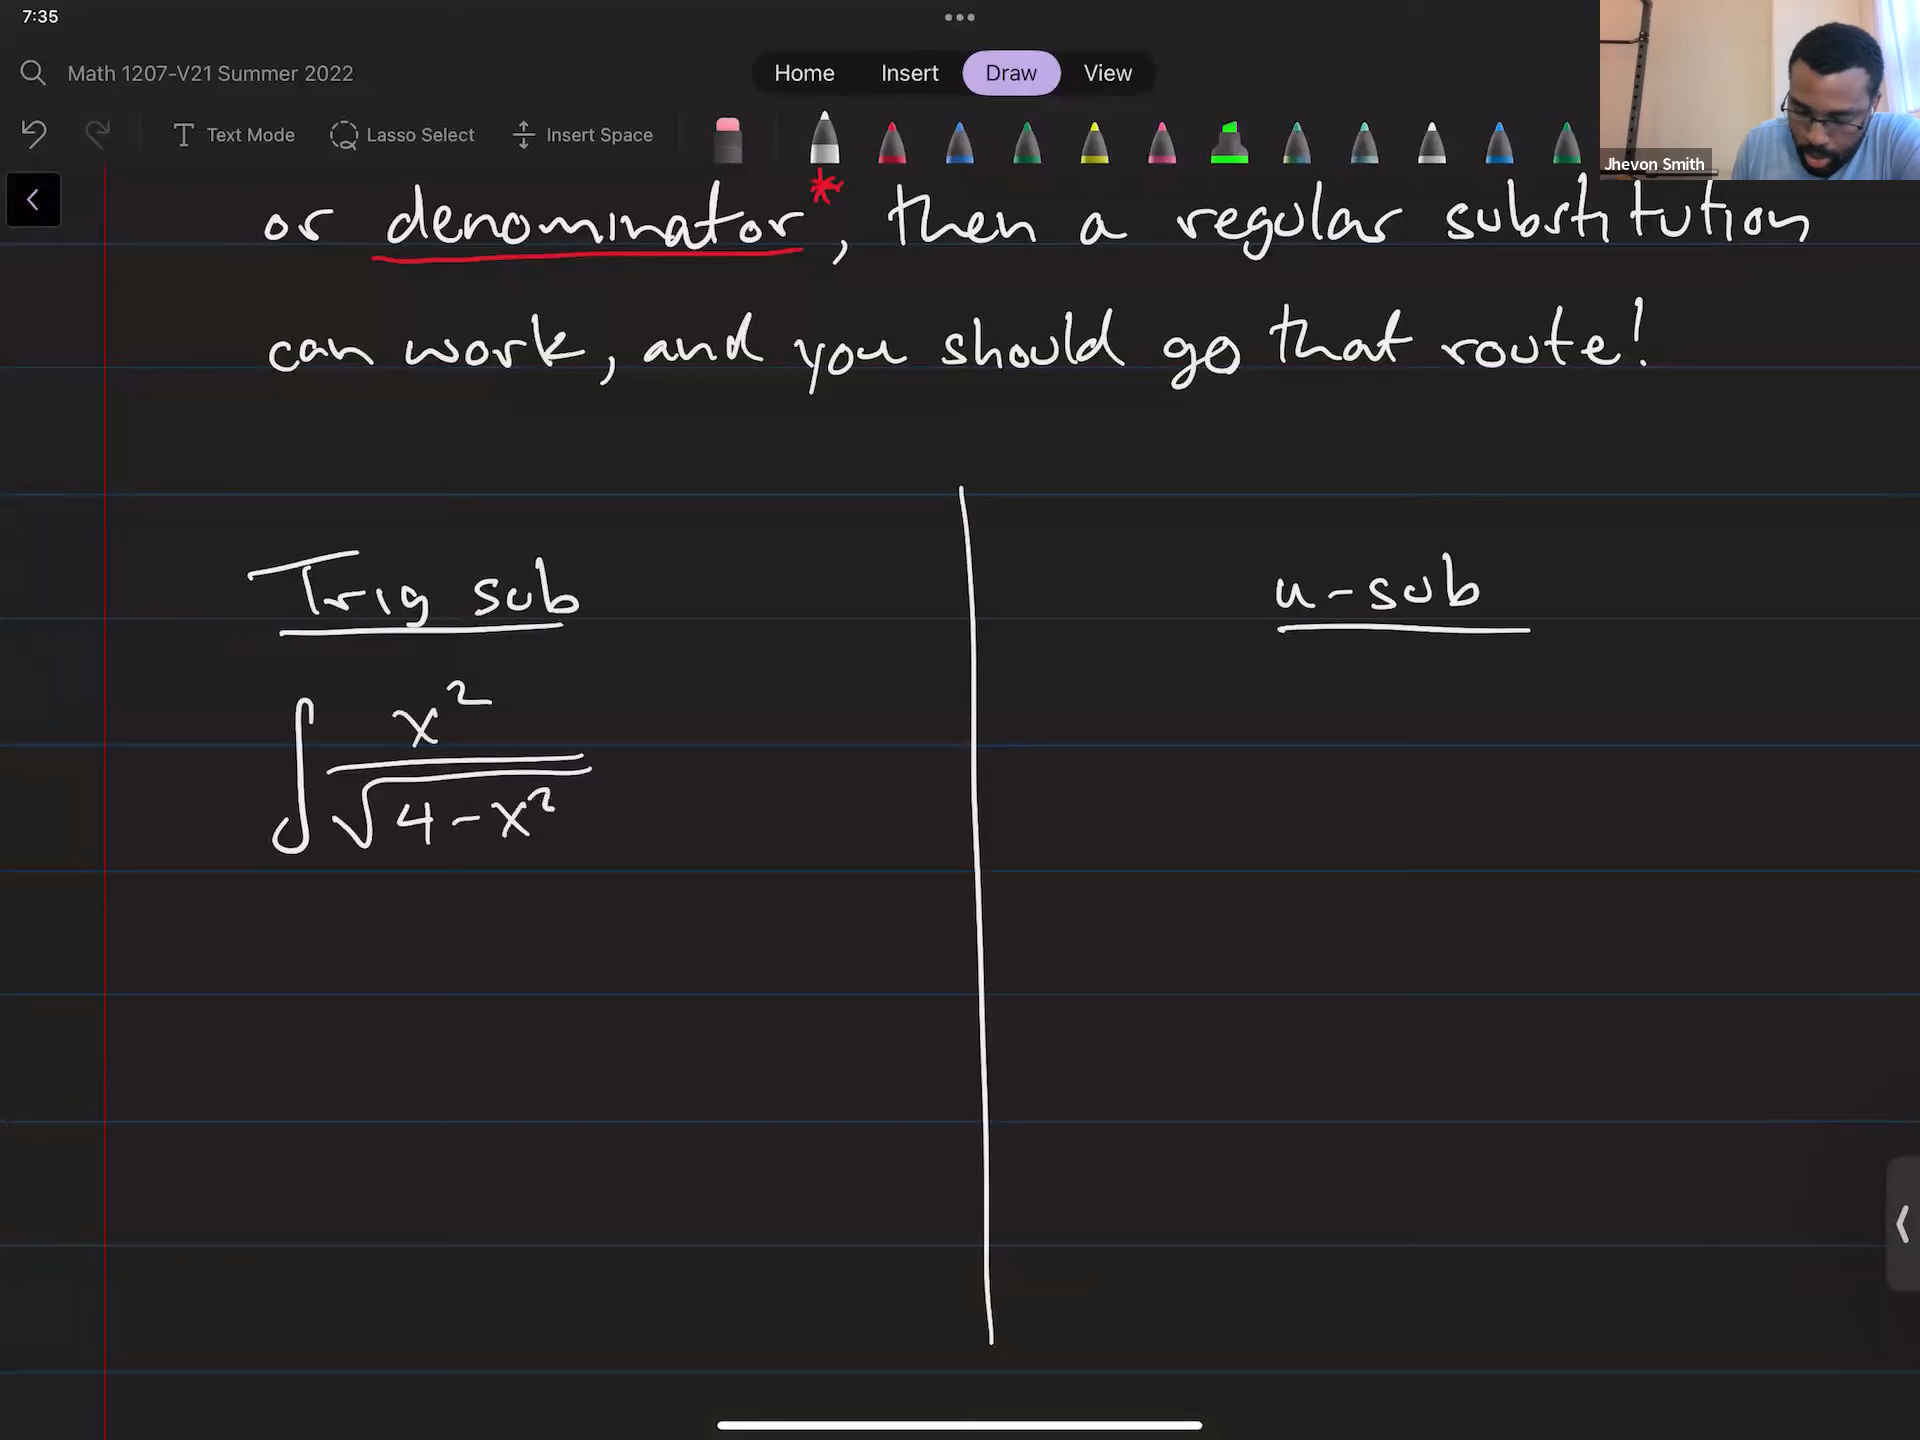 7:35
Math 1207-V21 Summer 2022
Home Insert Draw View
Text Mode Lasso Select Insert Space
Jhevon Smith
or denominator*, then a regular substitution
can work, and you should go that route!
Trig sub
u-sub
∫ x² / √(4-x²)